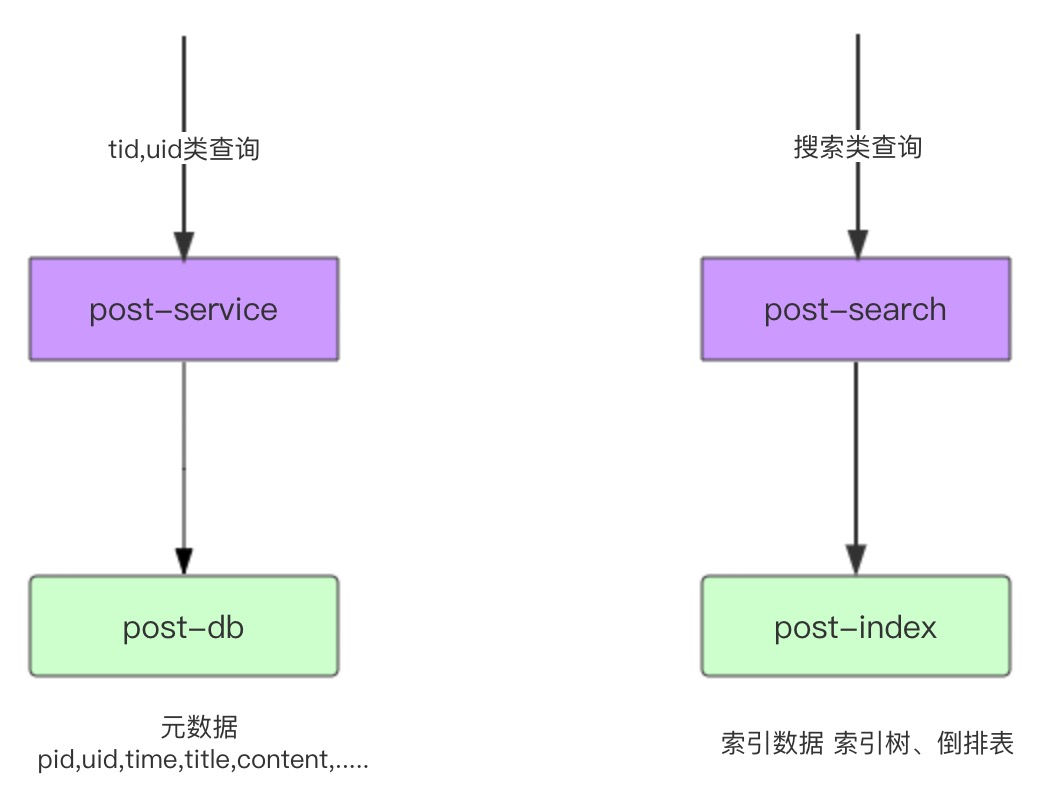 tid,uid类查询
搜索类查询
post-service
post-search
post-db
post-index
元数据
pid,uid,time,title,content,.....
索引数据 索引树、倒排表